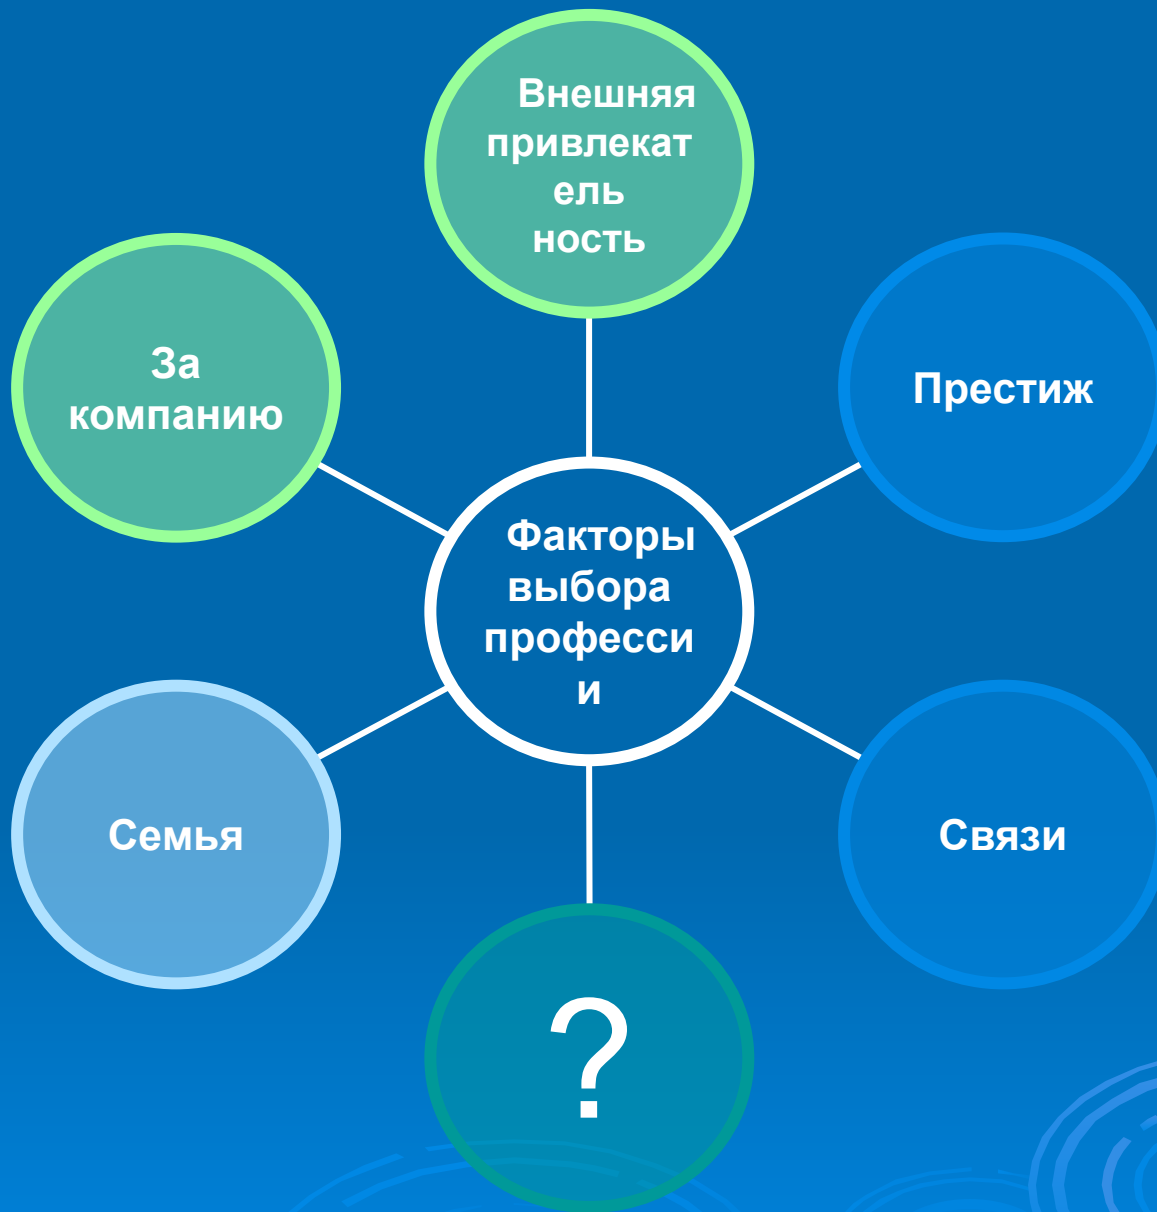 Внешняя
привлекат
ель
ность
За
компанию
Престиж
Факторы
выбора
професси
и
Семья
Связи
?